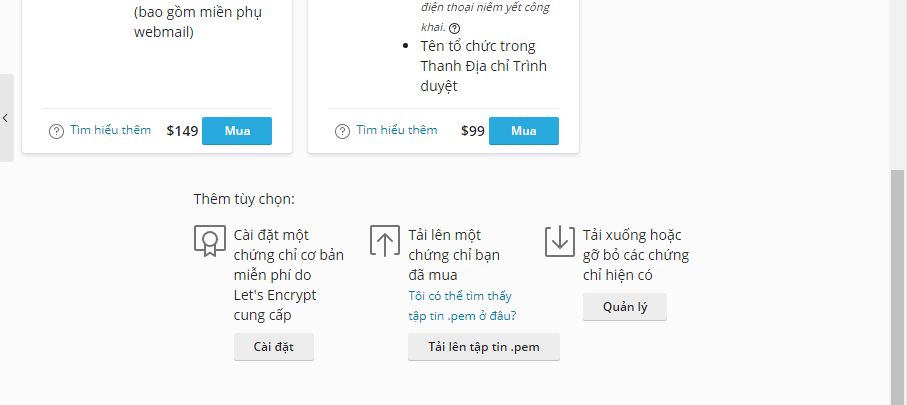 (bao gồm miền phụ
webmail)
điện thoại niêm yết công
khai.
Tên tổ chức trong
Thanh Địa chỉ Trình
duyệt
Tìm hiểu thêm $149 Mua
Tìm hiểu thêm $99 Mua
Thêm tùy chọn:
Cài đặt một
chứng chỉ cơ bản
miễn phí do
Let's Encrypt
cung cấp
Cài đặt
Tải lên một
chứng chỉ bạn
đã mua
Tôi có thể tìm thấy
tập tin .pem ở đâu?
Tải lên tập tin .pem
Tải xuống hoặc
gỡ bỏ các chứng
chỉ hiện có
Quản lý